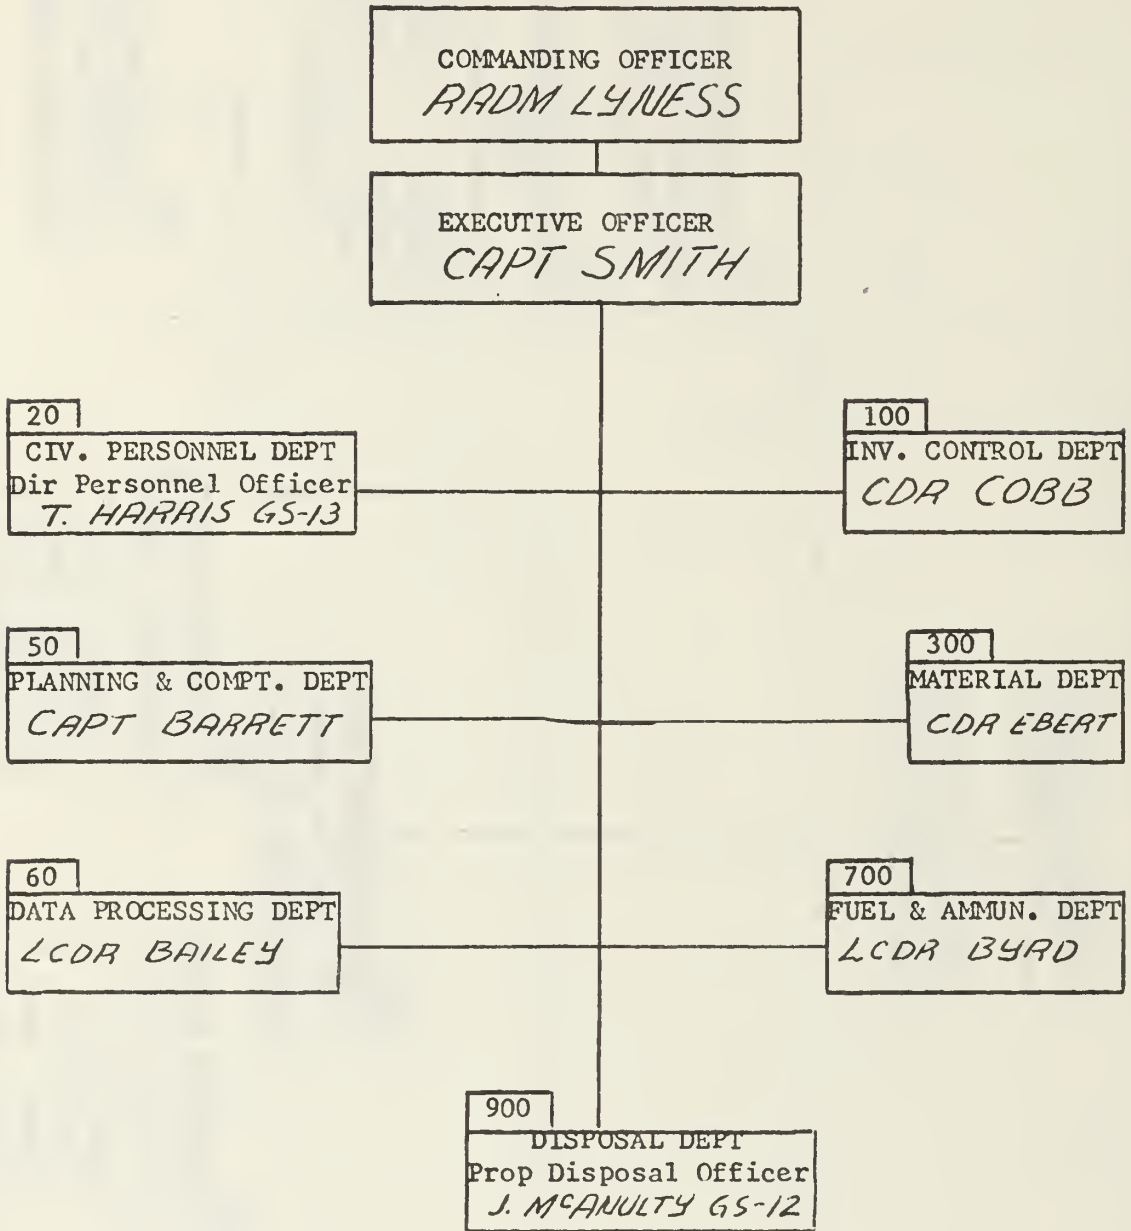 COMMANDING OFFICER
RADM LYNESS
EXECUTIVE OFFICER
CAPT SMITH
20
CIV. PERSONNEL DEPT
Dir Personnel Officer
T. HARRIS GS-13
100
INV. CONTROL DEPT
CDR COBB
50
PLANNING & COMPT. DEPT
CAPT BARRETT
300
MATERIAL DEPT
CDR EBERT
60
DATA PROCESSING DEPT
LCDR BAILEY
700
FUEL & AMMUN. DEPT
LCDR BYRD
900
DISPOSAL DEPT
Prop Disposal Officer
J. McANULTY GS-12